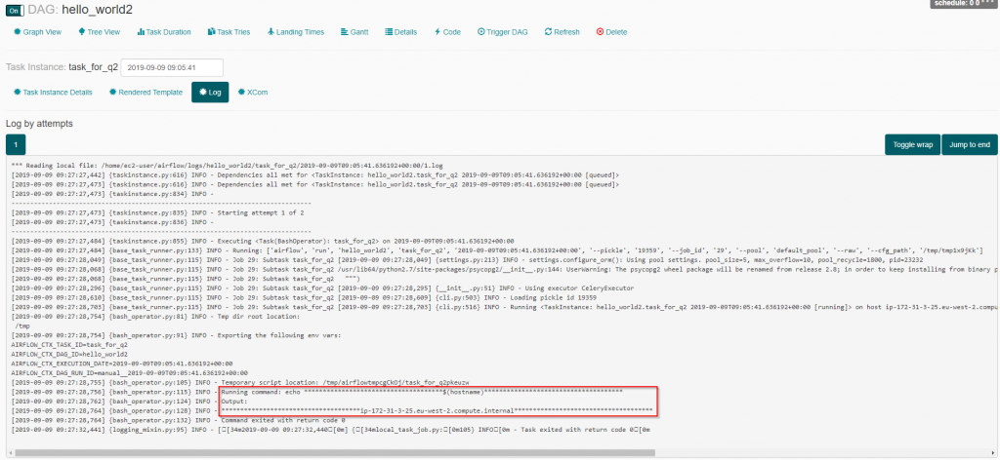 On DAG: hello_world2
schedule: 0 0 * * *
Graph View Tree View Task Duration Task Tries Landing Times Gantt Details Code Trigger DAG Refresh Delete
Task Instance: task_for_q2 2019-09-09 09:05:41
Task Instance Details Rendered Template Log XCom
Log by attempts
1 Toggle wrap Jump to end
*** Reading local file: /home/ec2-user/airflow/logs/hello_world2/task_for_q2/2019-09-09T09:05:41.636192+00:00/1.log
[2019-09-09 09:27:27,442] {taskinstance.py:616} INFO - Dependencies all met for <TaskInstance: hello_world2.task_for_q2 2019-09-09T09:05:41.636192+00:00 [queued]>
[2019-09-09 09:27:27,473] {taskinstance.py:616} INFO - Dependencies all met for <TaskInstance: hello_world2.task_for_q2 2019-09-09T09:05:41.636192+00:00 [queued]>
[2019-09-09 09:27:27,473] {taskinstance.py:834} INFO -
--------------------------------------------------------------------------------
[2019-09-09 09:27:27,473] {taskinstance.py:835} INFO - Starting attempt 1 of 2
[2019-09-09 09:27:27,473] {taskinstance.py:836} INFO -
--------------------------------------------------------------------------------
[2019-09-09 09:27:27,484] {taskinstance.py:855} INFO - Executing <Task(BashOperator): task_for_q2> on 2019-09-09T09:05:41.636192+00:00
[2019-09-09 09:27:27,484] {base_task_runner.py:133} INFO - Running: ['airflow', 'run', 'hello_world2', 'task_for_q2', '2019-09-09T09:05:41.636192+00:00', '--pickle', '19359', '--job_id', '29', '--pool', 'default_pool', '--raw', '--cfg_path', '/tmp/tmp1x9jKk']
[2019-09-09 09:27:28,049] {base_task_runner.py:115} INFO - Job 29: Subtask task_for_q2 [2019-09-09 09:27:28,049] {settings.py:213} INFO - settings.configure_orm(): Using pool settings. pool_size=5, max_overflow=10, pool_recycle=1800, pid=23232
[2019-09-09 09:27:28,068] {base_task_runner.py:115} INFO - Job 29: Subtask task_for_q2 /usr/lib64/python2.7/site-packages/psycopg2/__init__.py:144: UserWarning: The psycopg2 wheel package will be renamed from release 2.8; in order to keep installing from binary p
[2019-09-09 09:27:28,068] {base_task_runner.py:115} INFO - Job 29: Subtask task_for_q2 """)
[2019-09-09 09:27:28,296] {base_task_runner.py:115} INFO - Job 29: Subtask task_for_q2 [2019-09-09 09:27:28,295] {__init__.py:51} INFO - Using executor CeleryExecutor
[2019-09-09 09:27:28,610] {base_task_runner.py:115} INFO - Job 29: Subtask task_for_q2 [2019-09-09 09:27:28,609] {cli.py:503} INFO - Loading pickle id 19359
[2019-09-09 09:27:28,703] {base_task_runner.py:115} INFO - Job 29: Subtask task_for_q2 [2019-09-09 09:27:28,703] {cli.py:516} INFO - Running <TaskInstance: hello_world2.task_for_q2 2019-09-09T09:05:41.636192+00:00 [running]> on host ip-172-31-3-25.eu-west-2.compu
[2019-09-09 09:27:28,754] {bash_operator.py:81} INFO - Tmp dir root location:
/tmp
[2019-09-09 09:27:28,754] {bash_operator.py:91} INFO - Exporting the following env vars:
AIRFLOW_CTX_TASK_ID=task_for_q2
AIRFLOW_CTX_DAG_ID=hello_world2
AIRFLOW_CTX_EXECUTION_DATE=2019-09-09T09:05:41.636192+00:00
AIRFLOW_CTX_DAG_RUN_ID=manual__2019-09-09T09:05:41.636192+00:00
[2019-09-09 09:27:28,755] {bash_operator.py:105} INFO - Temporary script location: /tmp/airflowtmpcgCkOj/task_for_q2pkeuzw
[2019-09-09 09:27:28,756] {bash_operator.py:115} INFO - Running command: echo "*************************************$(hostname)*************************************
[2019-09-09 09:27:28,762] {bash_operator.py:124} INFO - Output:
[2019-09-09 09:27:28,764] {bash_operator.py:128} INFO - *************************************ip-172-31-3-25.eu-west-2.compute.internal*************************************
[2019-09-09 09:27:28,764] {bash_operator.py:132} INFO - Command exited with return code 0
[2019-09-09 09:27:32,441] {logging_mixin.py:95} INFO - [□[34m2019-09-09 09:27:32,440□[0m] {□[34mlocal_task_job.py:□[0m105} INFO□[0m - Task exited with return code 0□[0m